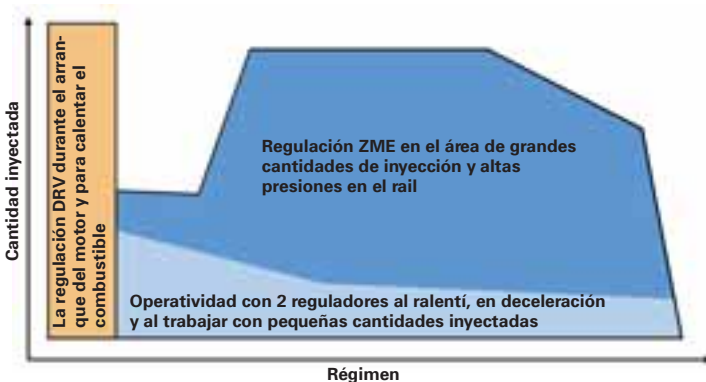 Cantidad inyectada
La regulación DRV durante el arran-
que del motor y para calentar el
combustible
Regulación ZME en el área de grandes
cantidades de inyección y altas
presiones en el rail
Operatividad con 2 reguladores al ralentí, en deceleración
y al trabajar con pequeñas cantidades inyectadas
Régimen